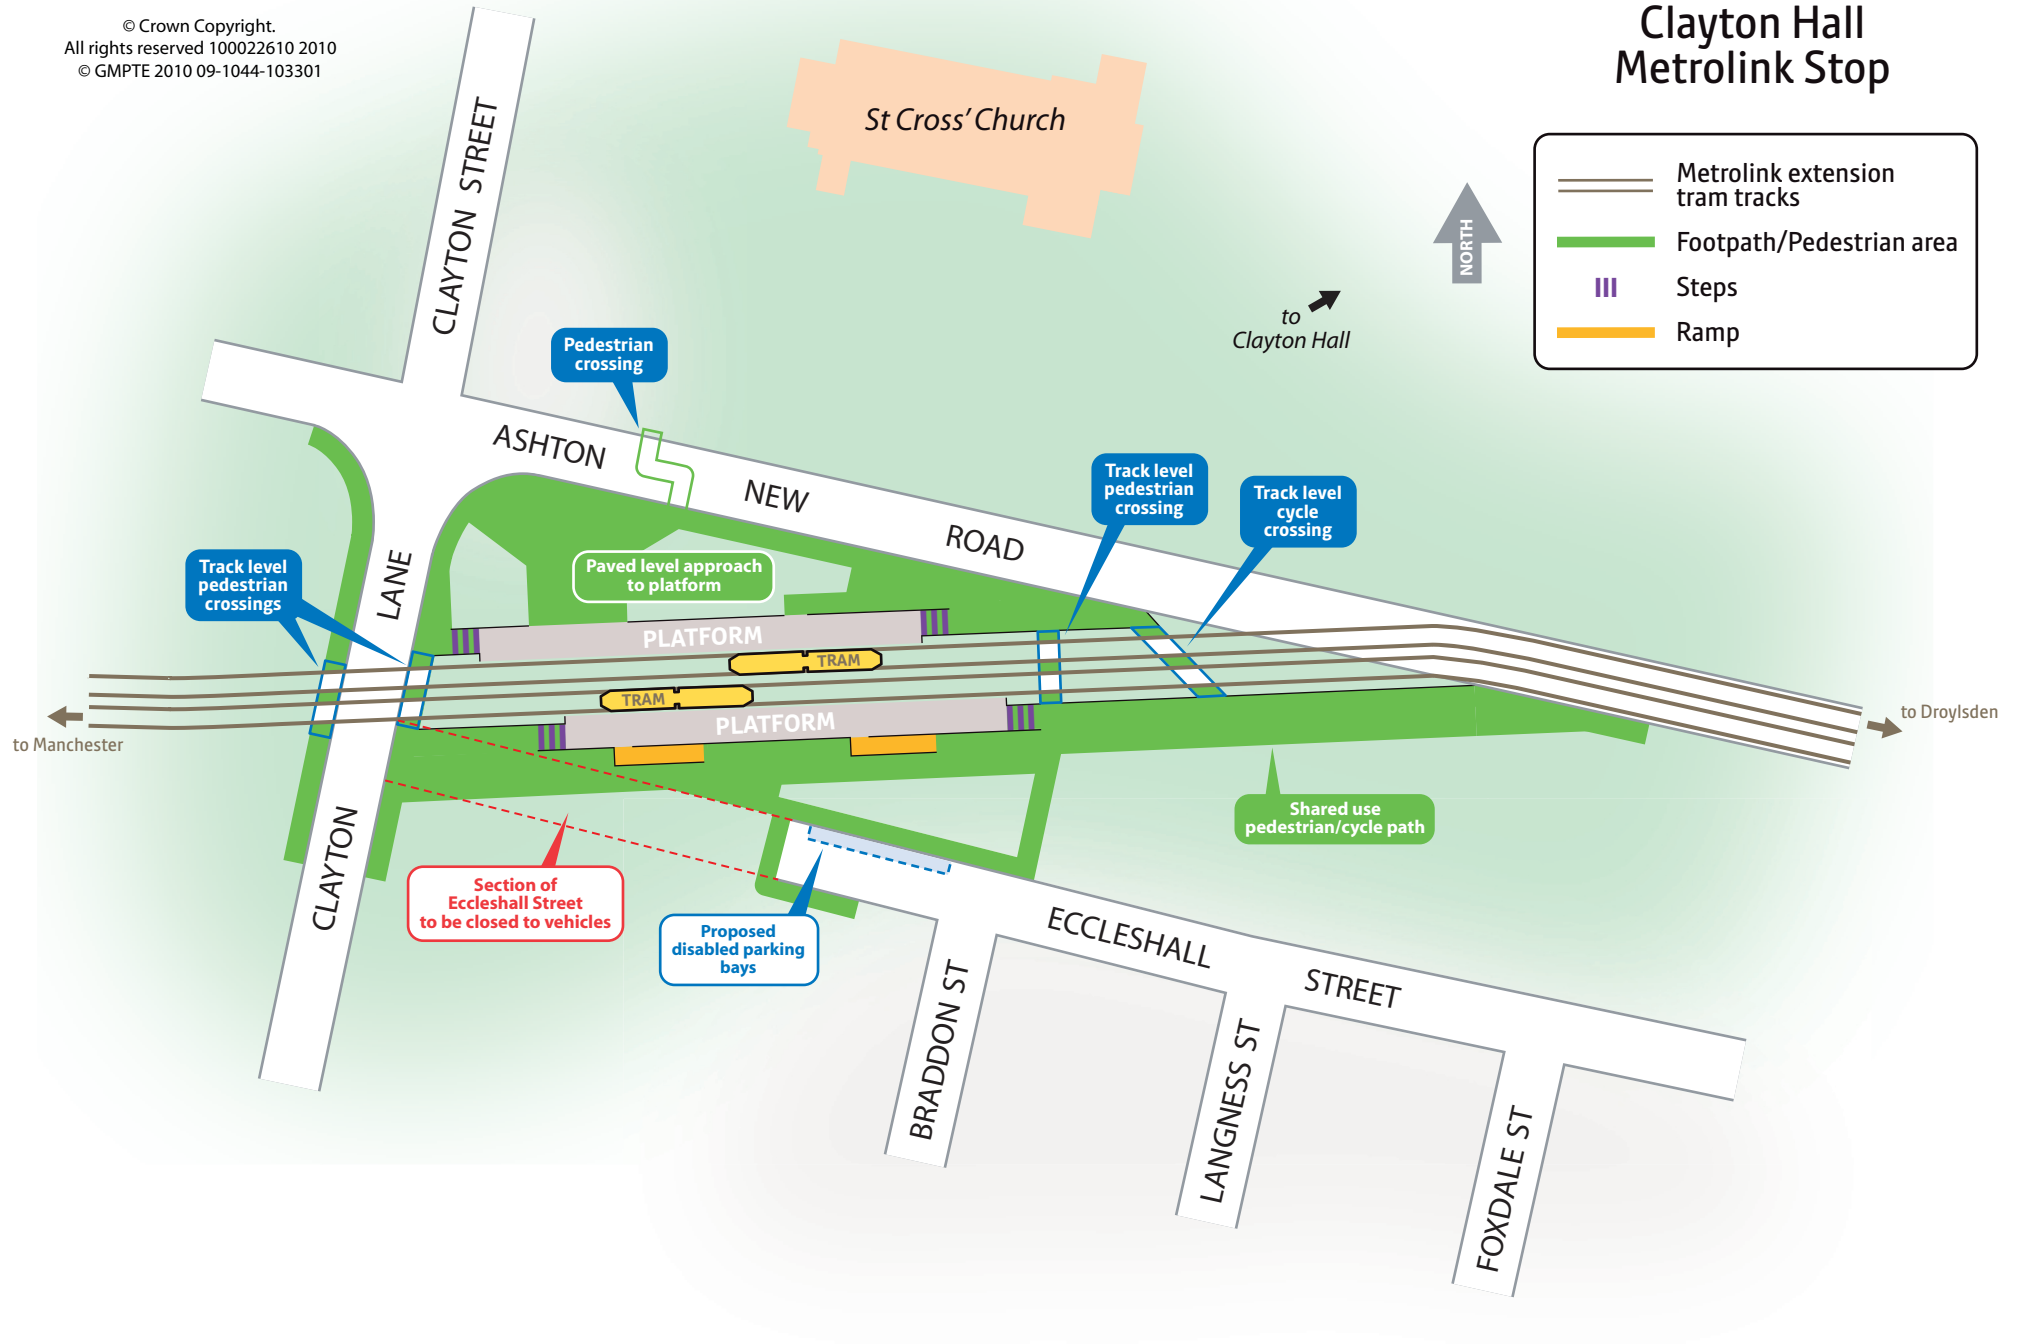 © Crown Copyright.
All rights reserved 100022610 2010
© GMPTE 2010 09-1044-103301
Clayton Hall
Metrolink Stop
Metrolink extension
tram tracks
Footpath/Pedestrian area
Steps
Ramp
NORTH
St Cross' Church
to
Clayton Hall
CLAYTON STREET
Pedestrian
crossing
ASHTON NEW ROAD
Track level
pedestrian
crossing
Track level
cycle
crossing
Track level
pedestrian
crossings
CLAYTON LANE
Paved level approach
to platform
PLATFORM
TRAM
TRAM
PLATFORM
to Manchester
to Droylsden
Shared use
pedestrian/cycle path
Section of
Eccleshall Street
to be closed to vehicles
Proposed
disabled parking
bays
ECCLESHALL STREET
BRADDON ST
LANGNESS ST
FOXDALE ST